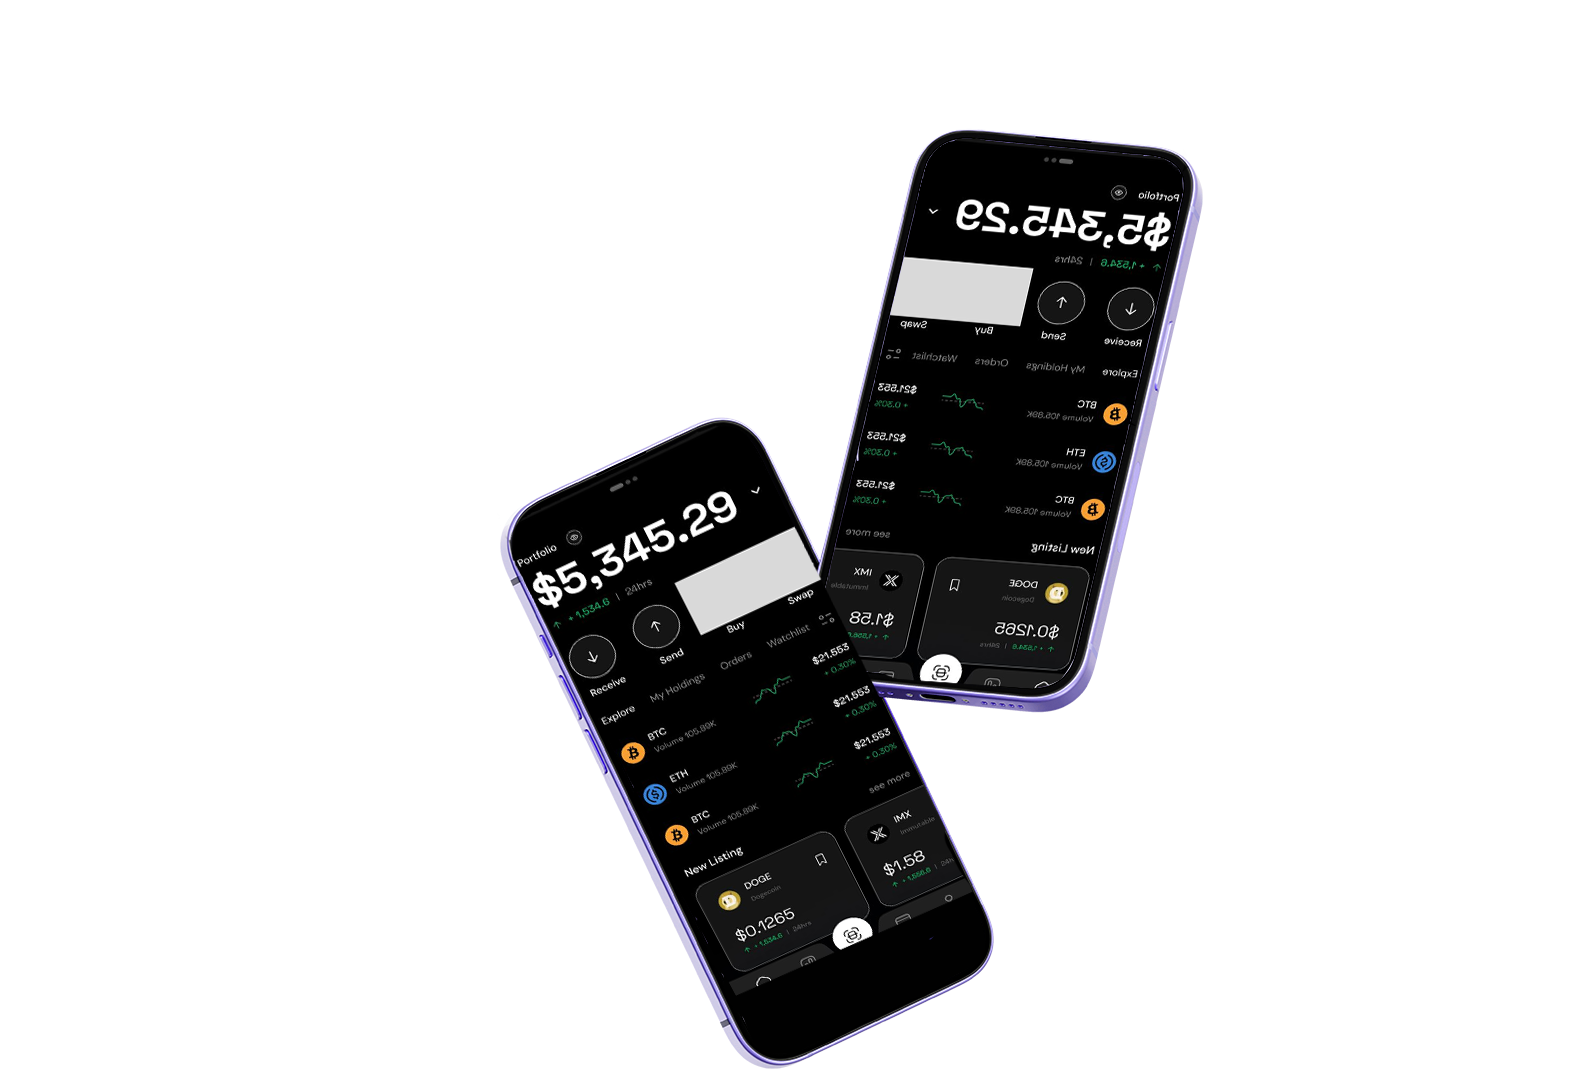 Portfolio
$5,345.29
+ 1,534.6 | 24hrs
Receive
Send
Buy
Swap
Explore
My Holdings
Orders
Watchlist
BTC
Volume 105.89K
$21.553
+ 0.30%
ETH
Volume 105.89K
$21.553
+ 0.30%
BTC
Volume 105.89K
$21.553
+ 0.30%
New Listing
see more
DOGE
Dogecoin
$0.1265
+ 1,534.6 | 24hrs
IMX
Immutable
$1.58
+ 1,556.6 | 24h
Portfolio
$5,345.29
+ 1,534.6 | 24hrs
Receive
Send
Buy
Swap
Explore
My Holdings
Orders
Watchlist
BTC
Volume 105.89K
$21.553
+ 0.30%
ETH
Volume 105.89K
$21.553
+ 0.30%
BTC
Volume 105.89K
$21.553
+ 0.30%
New Listing
see more
DOGE
Dogecoin
$0.1265
+ 1,534.6 | 24hrs
IMX
Immutable
$1.58